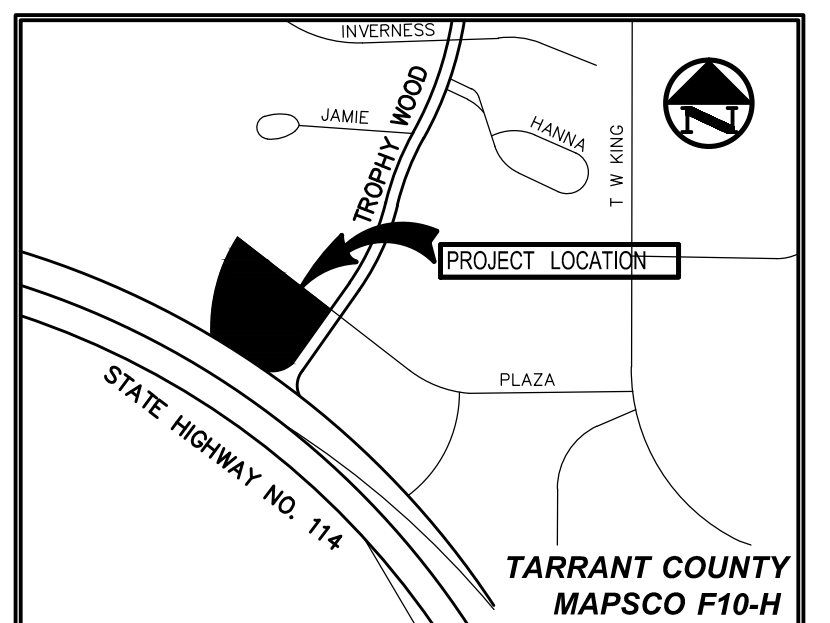 INVERNESS
TROPHY WOOD
JAMIE
HANNA
T W KING
N
PROJECT LOCATION
PLAZA
STATE HIGHWAY NO. 114
TARRANT COUNTY
MAPSCO F10-H